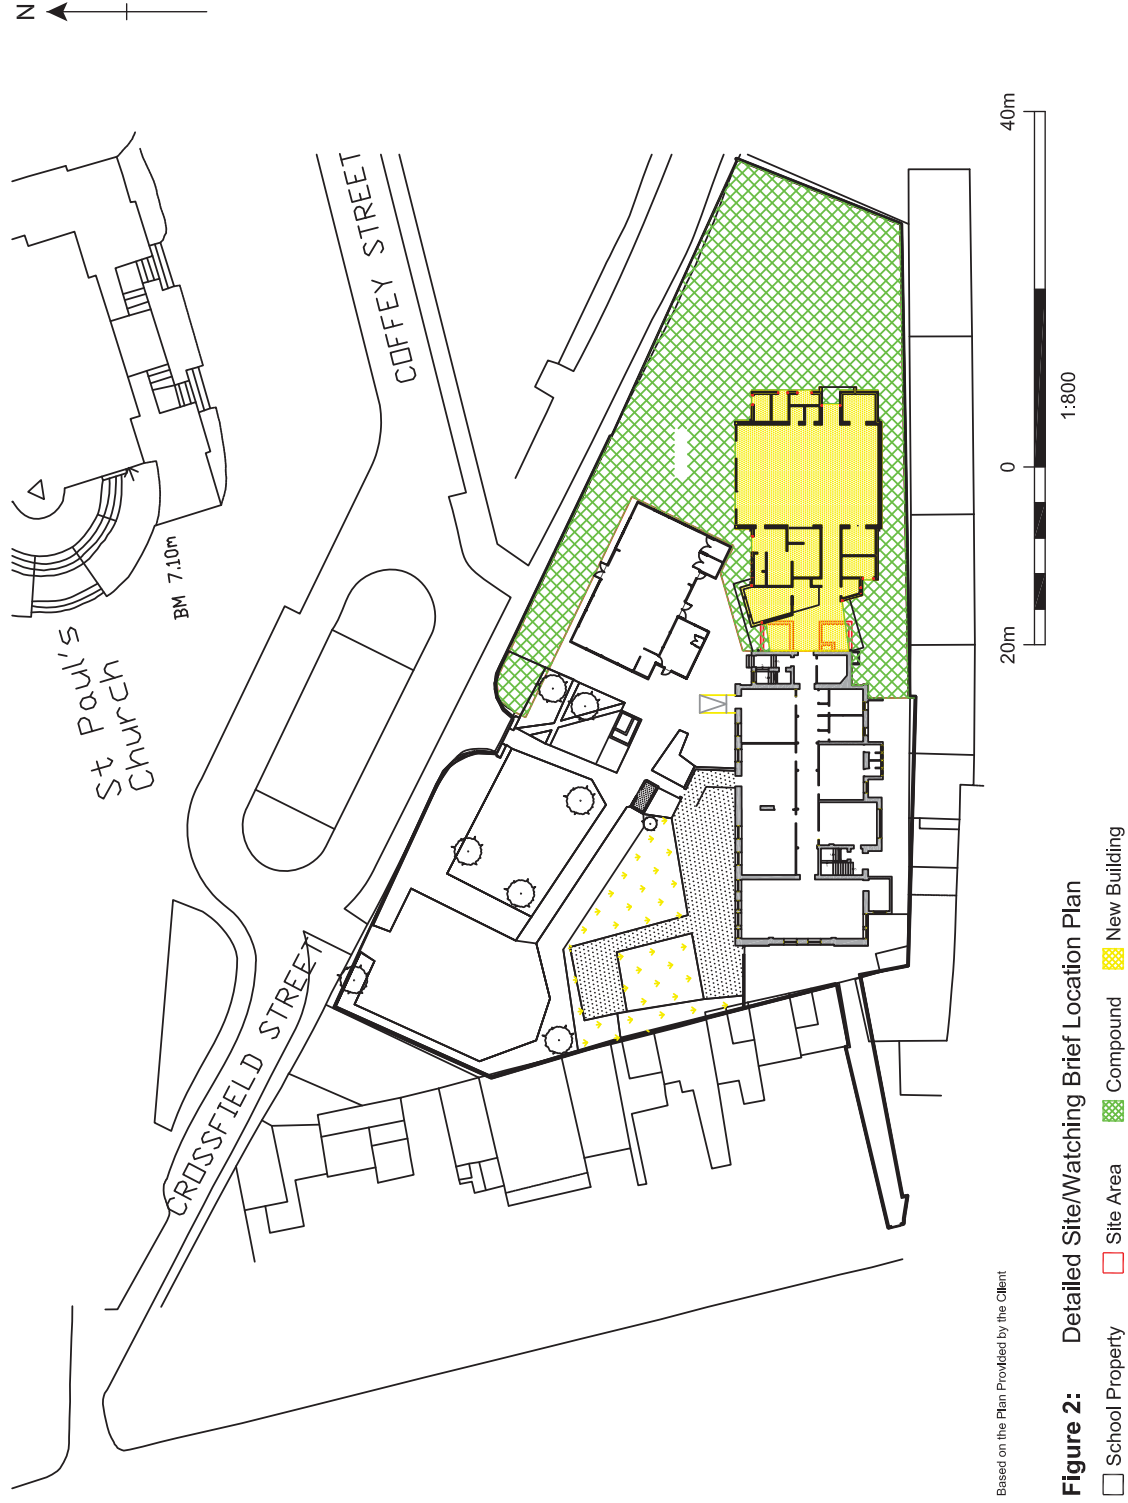 N
St Paul's
Church
BM 7.10m
COFFEY STREET
CROSSFIELD STREET
20m
0
40m
1:800
Based on the Plan Provided by the Client
Figure 2: Detailed Site/Watching Brief Location Plan
School Property
Site Area
Compound
New Building